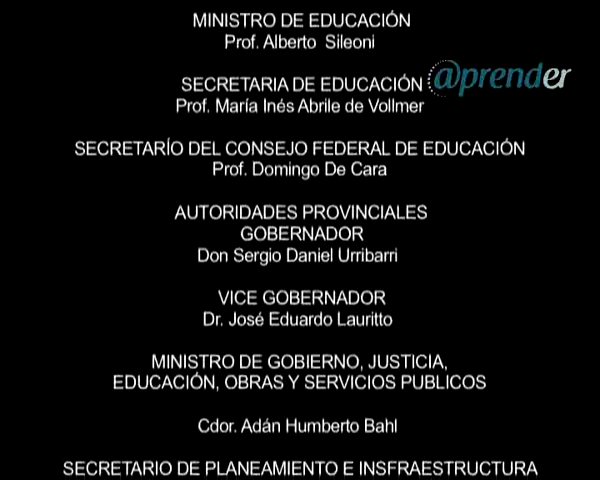 MINISTRO DE EDUCACIÓN
Prof. Alberto Sileoni
SECRETARIA DE EDUCACIÓN
@prender
Prof. María Inés Abrile de Vollmer
SECRETARÍO DEL CONSEJO FEDERAL DE EDUCACIÓN
Prof. Domingo De Cara
AUTORIDADES PROVINCIALES
GOBERNADOR
Don Sergio Daniel Urribarri
VICE GOBERNADOR
Dr. José Eduardo Lauritto
MINISTRO DE GOBIERNO, JUSTICIA,
EDUCACIÓN, OBRAS Y SERVICIOS PUBLICOS
Cdor. Adán Humberto Bahl
SECRETARIO DE PLANEAMIENTO E INSFRAESTRUCTURA